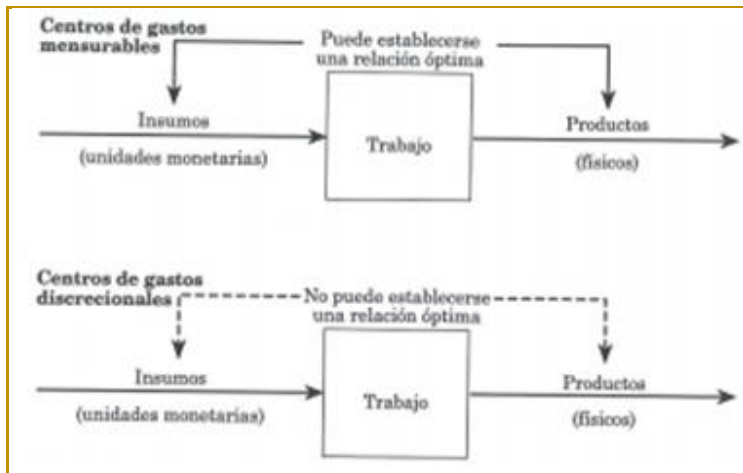 Centros de gastos
mensurables
Puede establecerse
una relación óptima
Insumos
(unidades monetarias)
Trabajo
Productos
(físicos)
Centros de gastos
discrecionales
No puede establecerse
una relación óptima
Insumos
(unidades monetarias)
Trabajo
Productos
(físicos)